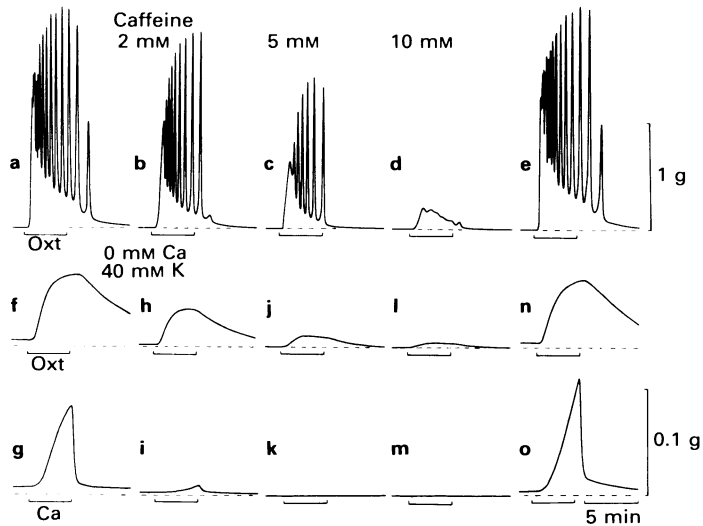 Caffeine
2 mM 5 mM 10 mM
a b c d e
1 g
Oxt
0 mM Ca
40 mM K
f h j l n
Oxt
g i k m o
0.1 g
Ca
5 min